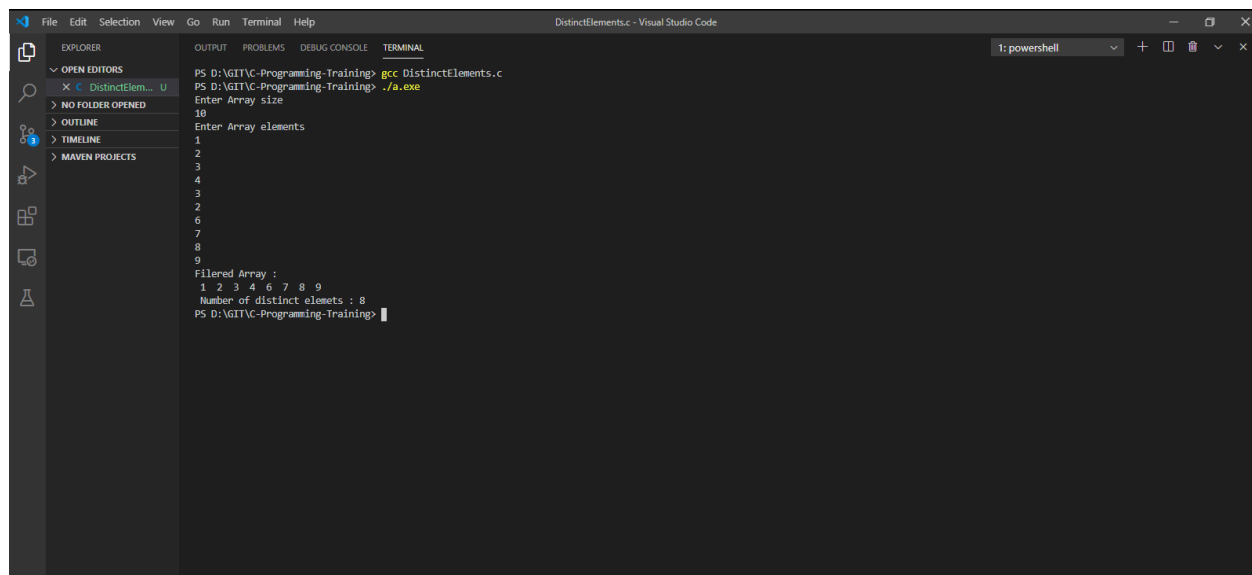 File Edit Selection View Go Run Terminal Help
DistinctElements.c - Visual Studio Code
EXPLORER
OPEN EDITORS
C DistinctElem... U
NO FOLDER OPENED
OUTLINE
TIMELINE
MAVEN PROJECTS
3
OUTPUT PROBLEMS DEBUG CONSOLE TERMINAL
1: powershell
PS D:\GIT\C-Programming-Training> gcc DistinctElements.c
PS D:\GIT\C-Programming-Training> ./a.exe
Enter Array size
10
Enter Array elements
1
2
3
4
3
2
6
7
8
9
Filered Array :
1 2 3 4 6 7 8 9
Number of distinct elemets : 8
PS D:\GIT\C-Programming-Training>